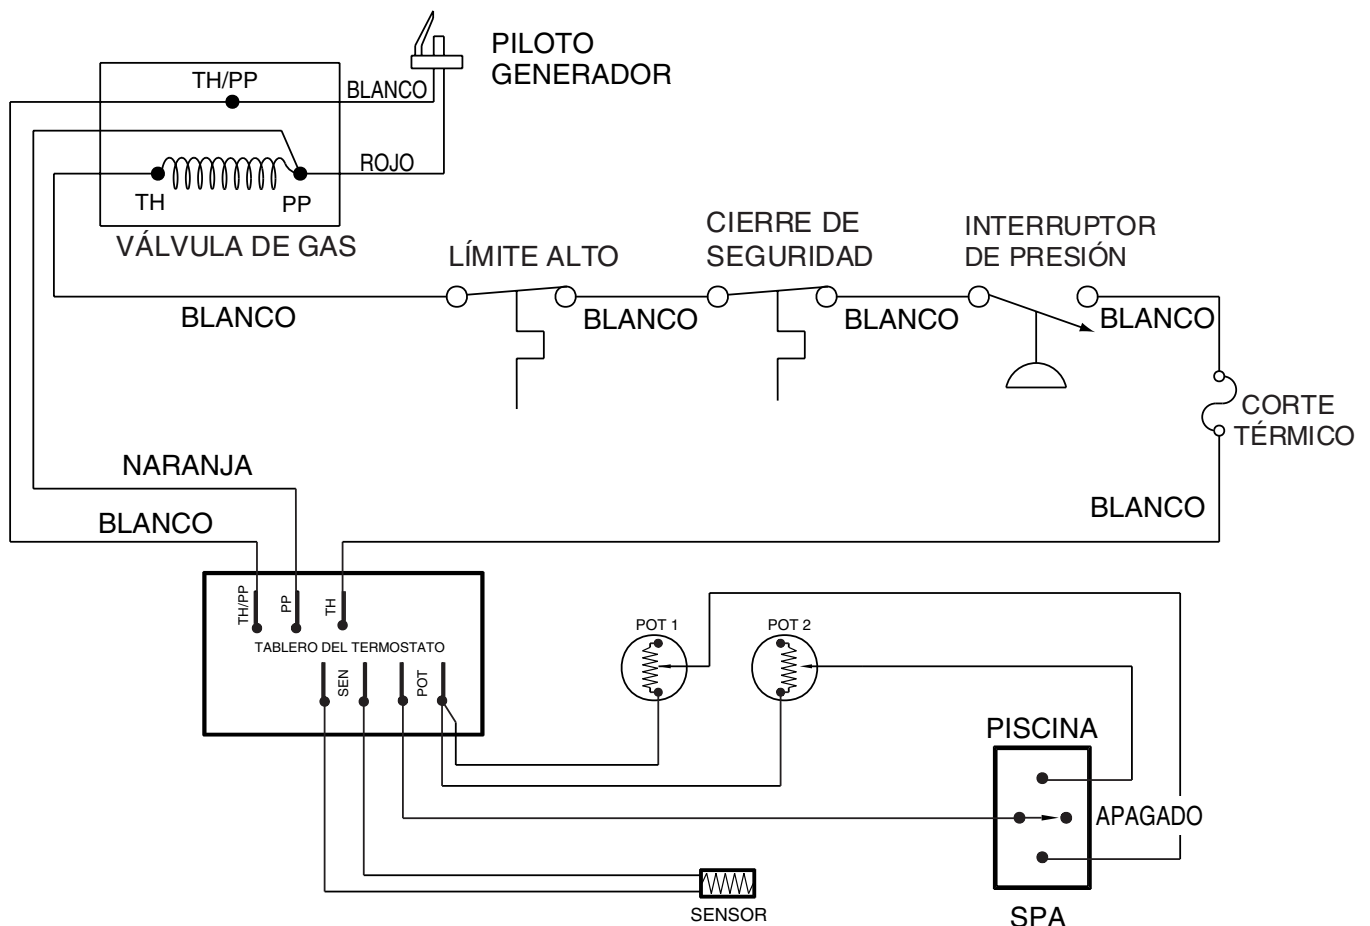 PILOTO
GENERADOR
TH/PP
BLANCO
ROJO
TH
PP
VÁLVULA DE GAS
LÍMITE ALTO
CIERRE DE
SEGURIDAD
INTERRUPTOR
DE PRESIÓN
BLANCO
BLANCO
BLANCO
BLANCO
CORTE
TÉRMICO
NARANJA
BLANCO
BLANCO
TH/PP
PP
TH
TABLERO DEL TERMOSTATO
SEN
POT
POT 1
POT 2
PISCINA
APAGADO
SPA
SENSOR